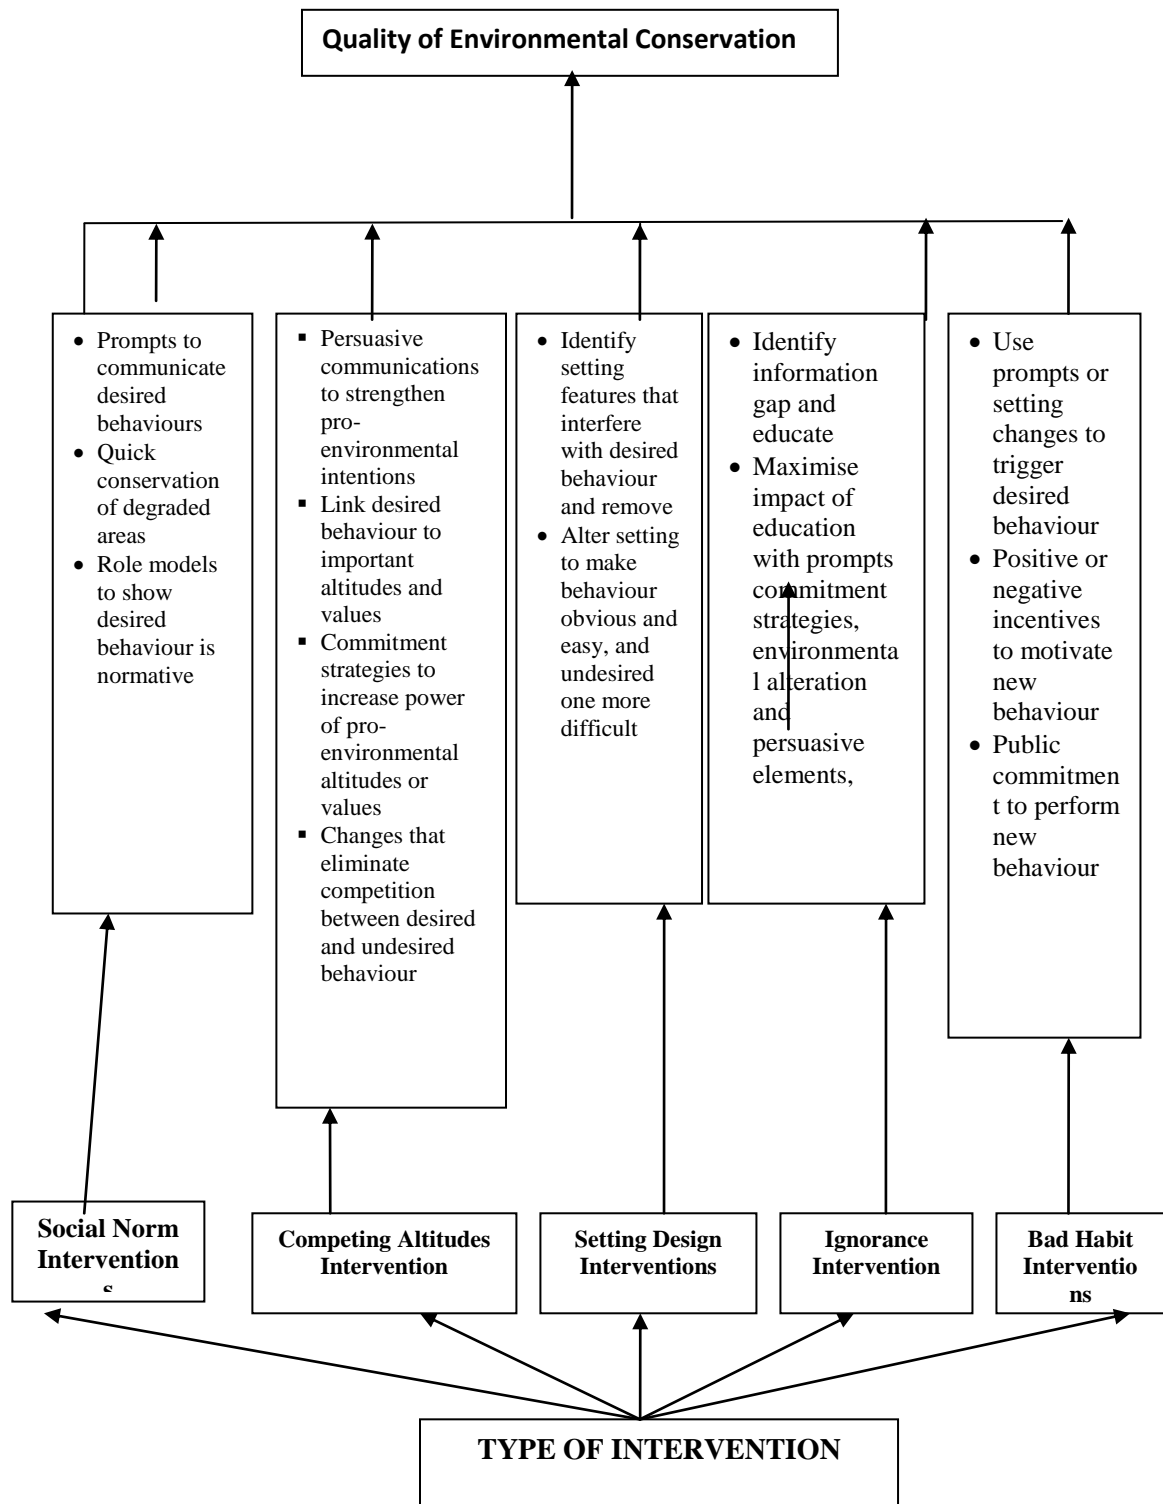 Quality of Environmental Conservation
• Prompts to
communicate
desired
behaviours
• Quick
conservation
of degraded
areas
• Role models
to show
desired
behaviour is
normative
▪ Persuasive
communications
to strengthen
pro-
environmental
intentions
▪ Link desired
behaviour to
important
altitudes and
values
▪ Commitment
strategies to
increase power
of pro-
environmental
altitudes or
values
▪ Changes that
eliminate
competition
between desired
and undesired
behaviour
• Identify
setting
features that
interfere
with desired
behaviour
and remove
• Alter setting
to make
behaviour
obvious and
easy, and
undesired
one more
difficult
• Identify
information
gap and
educate
• Maximise
impact of
education
with prompts
commitment
strategies,
environmenta
l alteration
and
persuasive
elements,
• Use
prompts or
setting
changes to
trigger
desired
behaviour
• Positive or
negative
incentives
to motivate
new
behaviour
• Public
commitmen
t to perform
new
behaviour
Social Norm
Intervention
s
Competing Altitudes
Intervention
Setting Design
Interventions
Ignorance
Intervention
Bad Habit
Interventio
ns
TYPE OF INTERVENTION